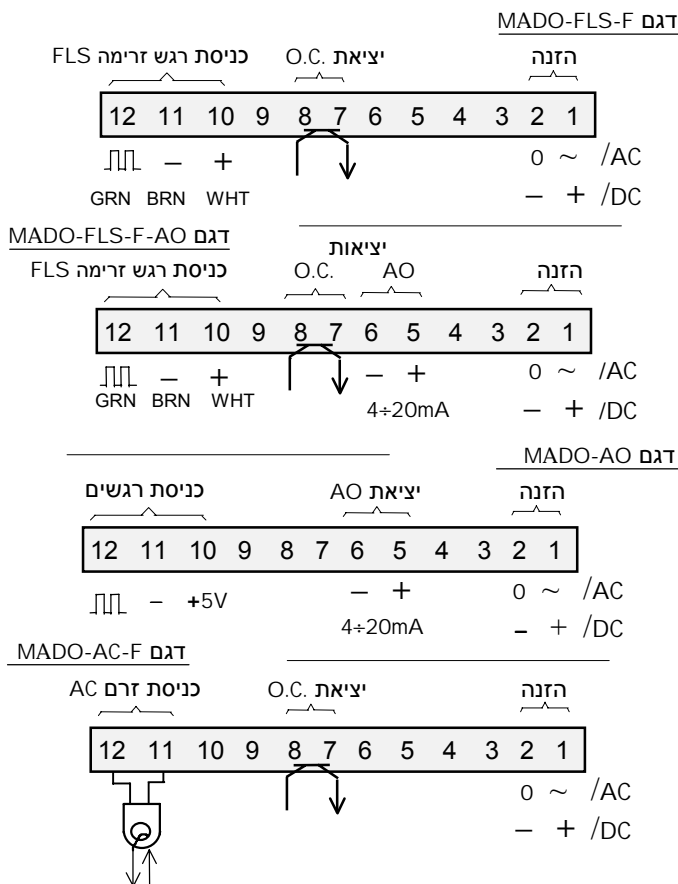 דגם MADO-FLS-F
כניסת רגש זרימה FLS יציאת O.C. הזנה
12 11 10 9 8 7 6 5 4 3 2 1
– + 0 ~ /AC
GRN BRN WHT – + /DC
דגם MADO-FLS-F-AO
יציאות
כניסת רגש זרימה FLS O.C. AO הזנה
12 11 10 9 8 7 6 5 4 3 2 1
– + – + 0 ~ /AC
GRN BRN WHT 4÷20mA – + /DC
דגם MADO-AO
כניסת רגשים יציאת AO הזנה
12 11 10 9 8 7 6 5 4 3 2 1
– +5V – + 0 ~ /AC
4÷20mA – + /DC
דגם MADO-AC-F
כניסת זרם AC יציאת O.C. הזנה
12 11 10 9 8 7 6 5 4 3 2 1
0 ~ /AC
– + /DC